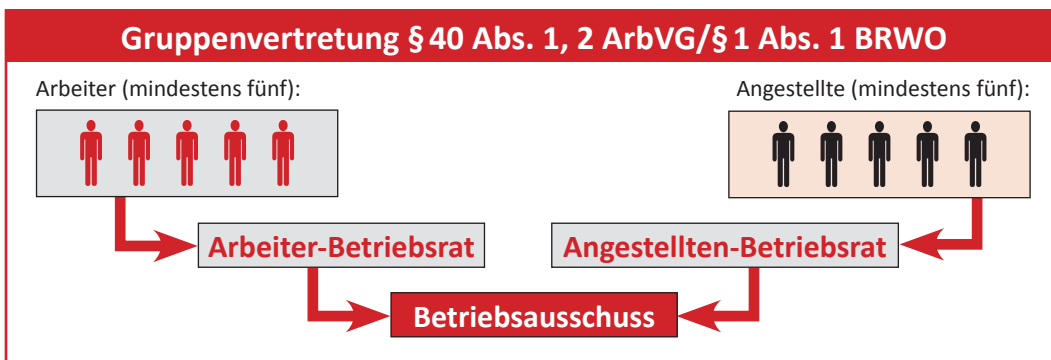 Gruppenvertretung § 40 Abs. 1, 2 ArbVG/§ 1 Abs. 1 BRWO
Arbeiter (mindestens fünf):
Angestellte (mindestens fünf):
Arbeiter-Betriebsrat
Angestellten-Betriebsrat
Betriebsausschuss